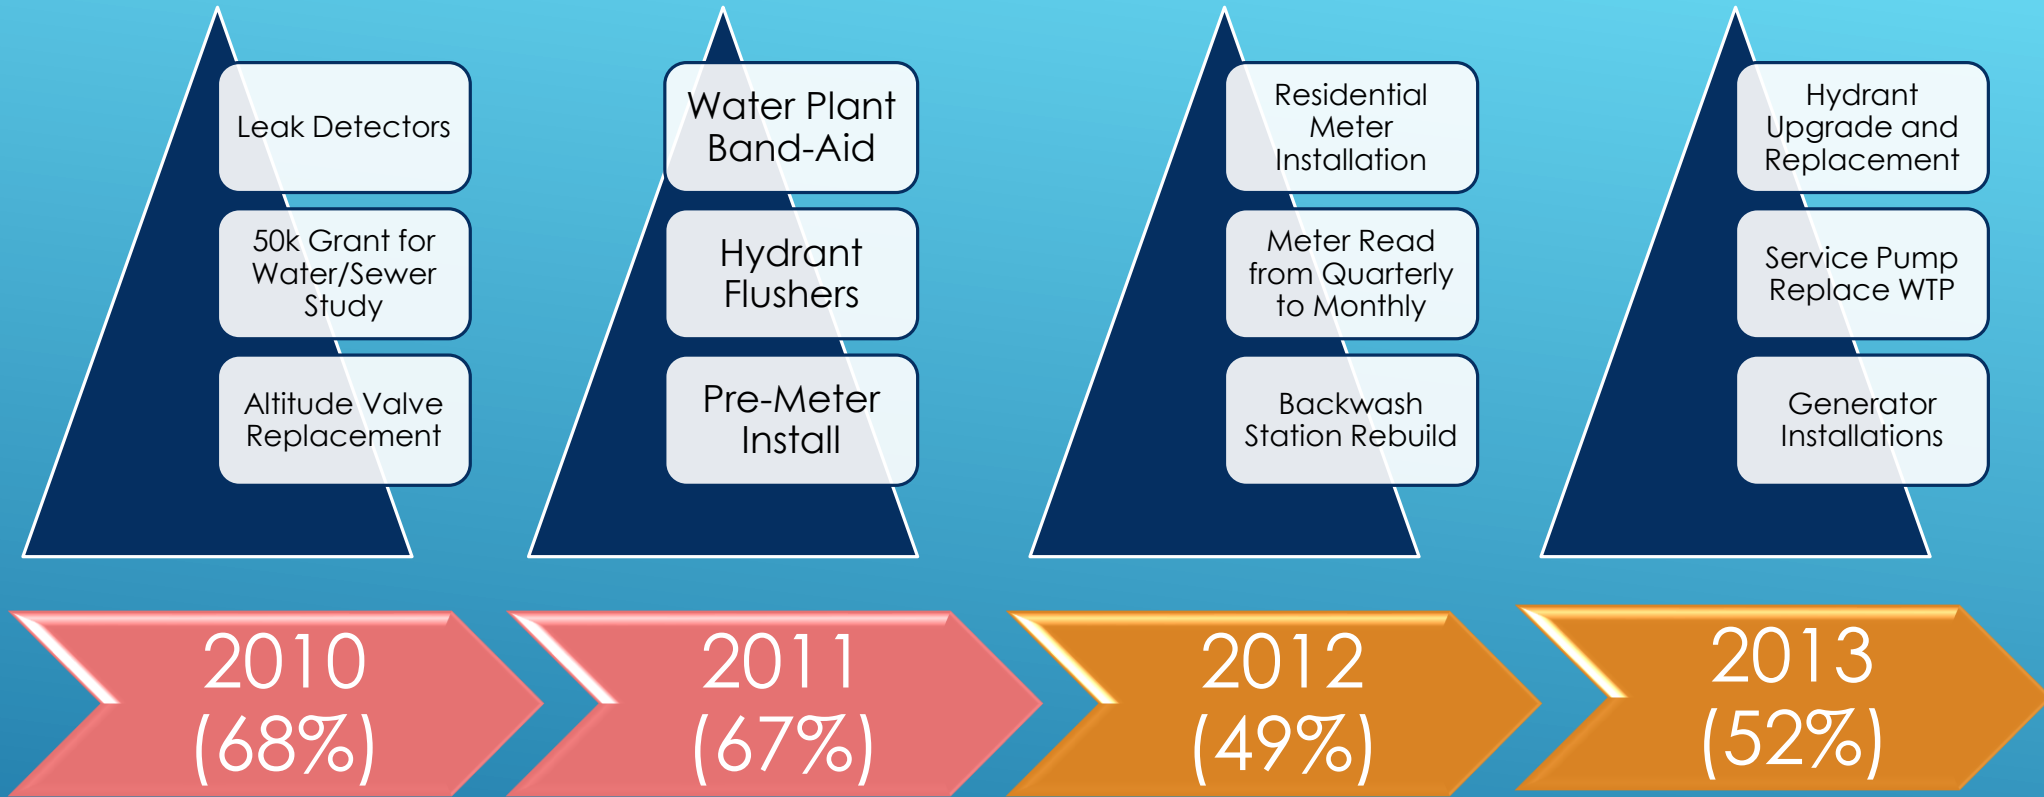 Leak Detectors
50k Grant for
Water/Sewer
Study
Altitude Valve
Replacement
Water Plant
Band-Aid
Hydrant
Flushers
Pre-Meter
Install
Residential
Meter
Installation
Meter Read
from Quarterly
to Monthly
Backwash
Station Rebuild
Hydrant
Upgrade and
Replacement
Service Pump
Replace WTP
Generator
Installations
2010
(68%)
2011
(67%)
2012
(49%)
2013
(52%)